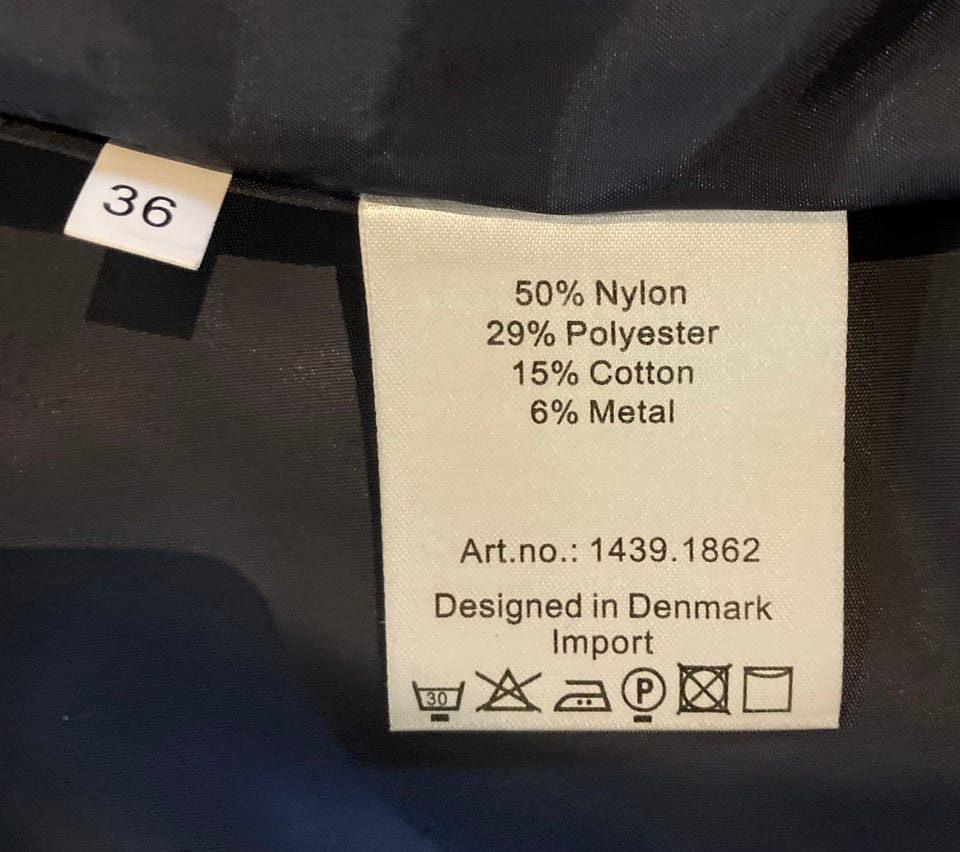 36
50% Nylon
29% Polyester
15% Cotton
6% Metal
Art.no.: 1439.1862
Designed in Denmark
Import
30 P